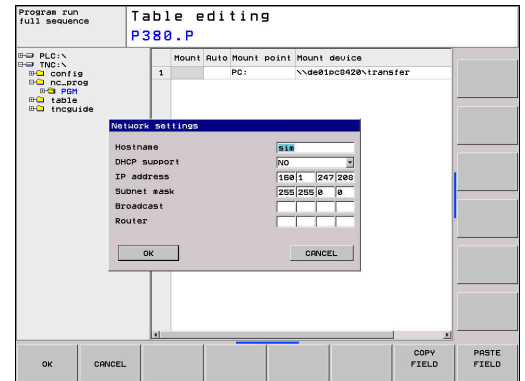 Program run
full sequence
Table editing
P380.P
PLC:\
TNC:\
config
nc_prog
PGM
table
tncguide
Mount Auto Mount point Mount device
1 PC: \\de01pc8420\transfer
Network settings
Hostname sim
DHCP support NO
IP address 160 1 247 208
Subnet mask 255 255 0 0
Broadcast
Router
OK CANCEL
OK CANCEL COPY FIELD PASTE FIELD